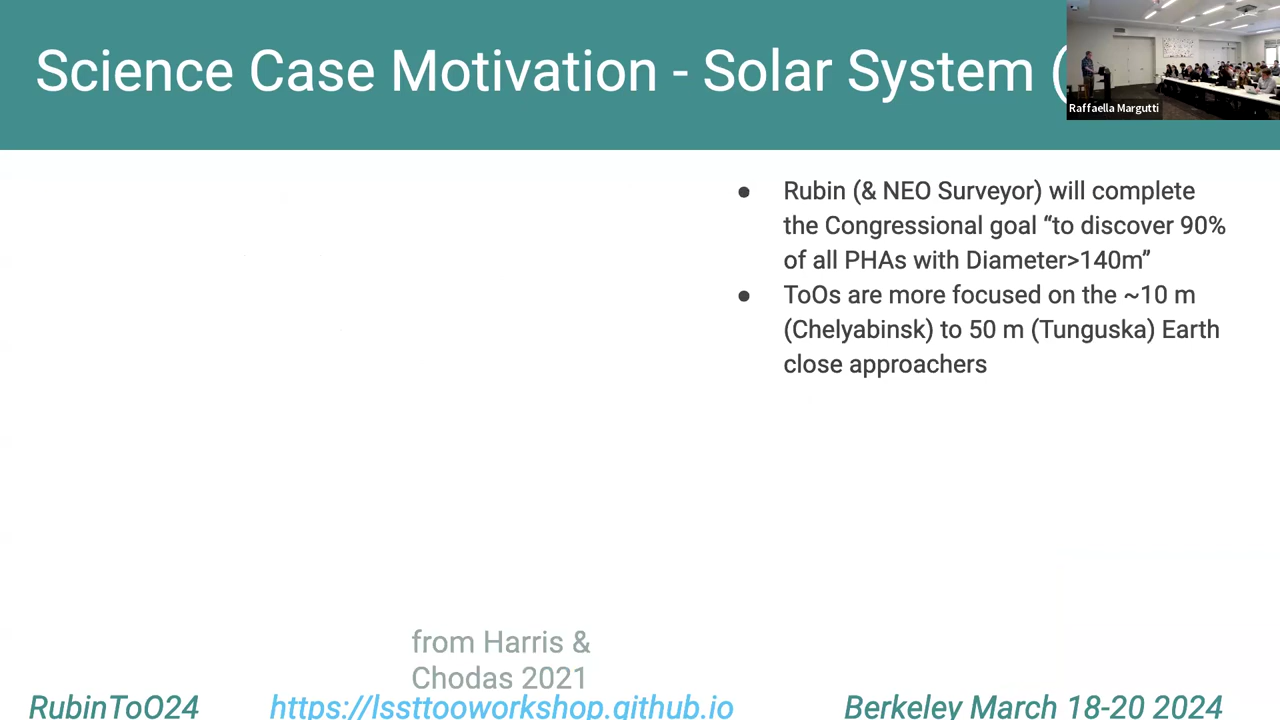 Science Case Motivation - Solar System (
Raffaella Margutti
● Rubin (& NEO Surveyor) will complete
the Congressional goal “to discover 90%
of all PHAs with Diameter>140m”
● ToOs are more focused on the ~10 m
(Chelyabinsk) to 50 m (Tunguska) Earth
close approachers
from Harris &
Chodas 2021
RubinToO24 https://lssttooworkshop.github.io Berkeley March 18-20 2024